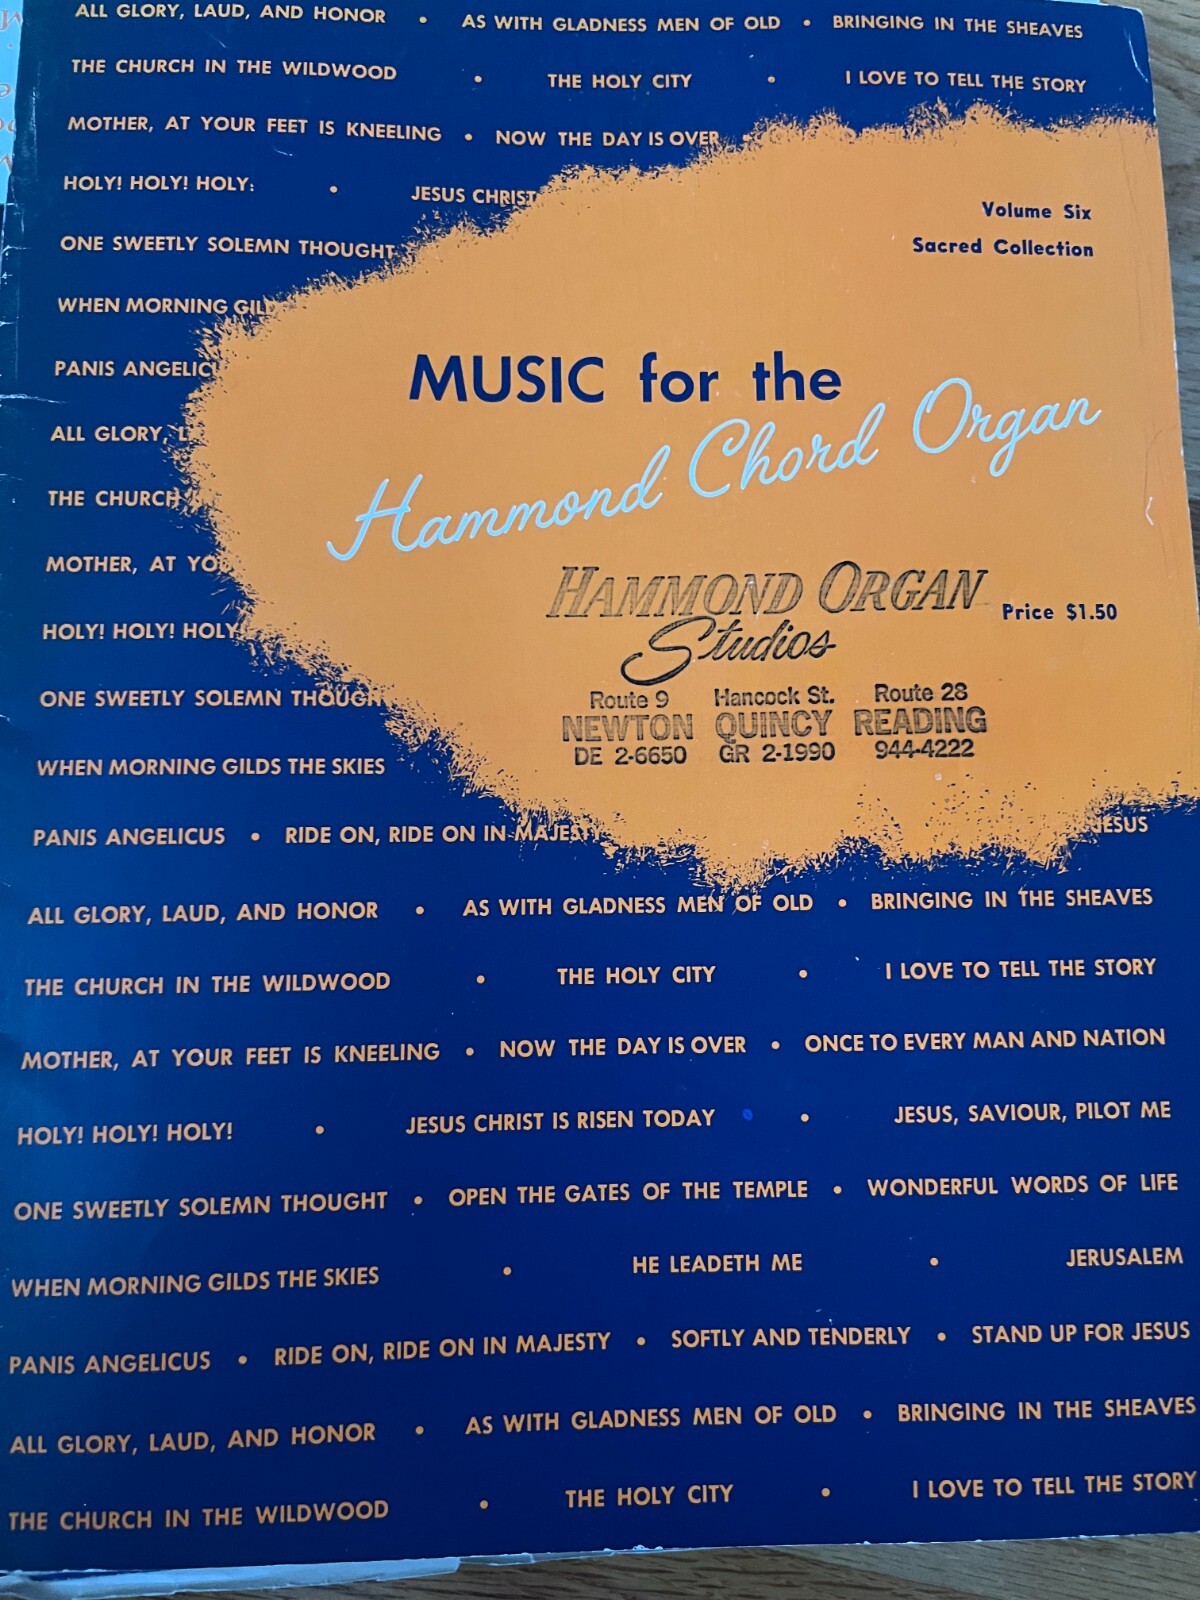 ALL GLORY, LAUD, AND HONOR • AS WITH GLADNESS MEN OF OLD • BRINGING IN THE SHEAVES
THE CHURCH IN THE WILDWOOD • THE HOLY CITY • I LOVE TO TELL THE STORY
MOTHER, AT YOUR FEET IS KNEELING • NOW THE DAY IS OVER •
HOLY! HOLY! HOLY! • JESUS CHRIST
ONE SWEETLY SOLEMN THOUGHT
Volume Six
Sacred Collection
WHEN MORNING GILD
PANIS ANGELIC
MUSIC for the
ALL GLORY, L
Hammond Chord Organ
THE CHURCH
MOTHER, AT YO
HOLY! HOLY! HOLY
HAMMOND ORGAN
Studios
Price $1.50
ONE SWEETLY SOLEMN THOUGH
Route 9 Hancock St. Route 28
NEWTON QUINCY READING
DE 2-6650 GR 2-1990 944-4222
WHEN MORNING GILDS THE SKIES
PANIS ANGELICUS • RIDE ON, RIDE ON IN MAJESTY JESUS
ALL GLORY, LAUD, AND HONOR • AS WITH GLADNESS MEN OF OLD • BRINGING IN THE SHEAVES
THE CHURCH IN THE WILDWOOD • THE HOLY CITY • I LOVE TO TELL THE STORY
MOTHER, AT YOUR FEET IS KNEELING • NOW THE DAY IS OVER • ONCE TO EVERY MAN AND NATION
HOLY! HOLY! HOLY! • JESUS CHRIST IS RISEN TODAY • JESUS, SAVIOUR, PILOT ME
ONE SWEETLY SOLEMN THOUGHT • OPEN THE GATES OF THE TEMPLE • WONDERFUL WORDS OF LIFE
WHEN MORNING GILDS THE SKIES • HE LEADETH ME • JERUSALEM
PANIS ANGELICUS • RIDE ON, RIDE ON IN MAJESTY • SOFTLY AND TENDERLY • STAND UP FOR JESUS
ALL GLORY, LAUD, AND HONOR • AS WITH GLADNESS MEN OF OLD • BRINGING IN THE SHEAVES
THE CHURCH IN THE WILDWOOD • THE HOLY CITY • I LOVE TO TELL THE STORY